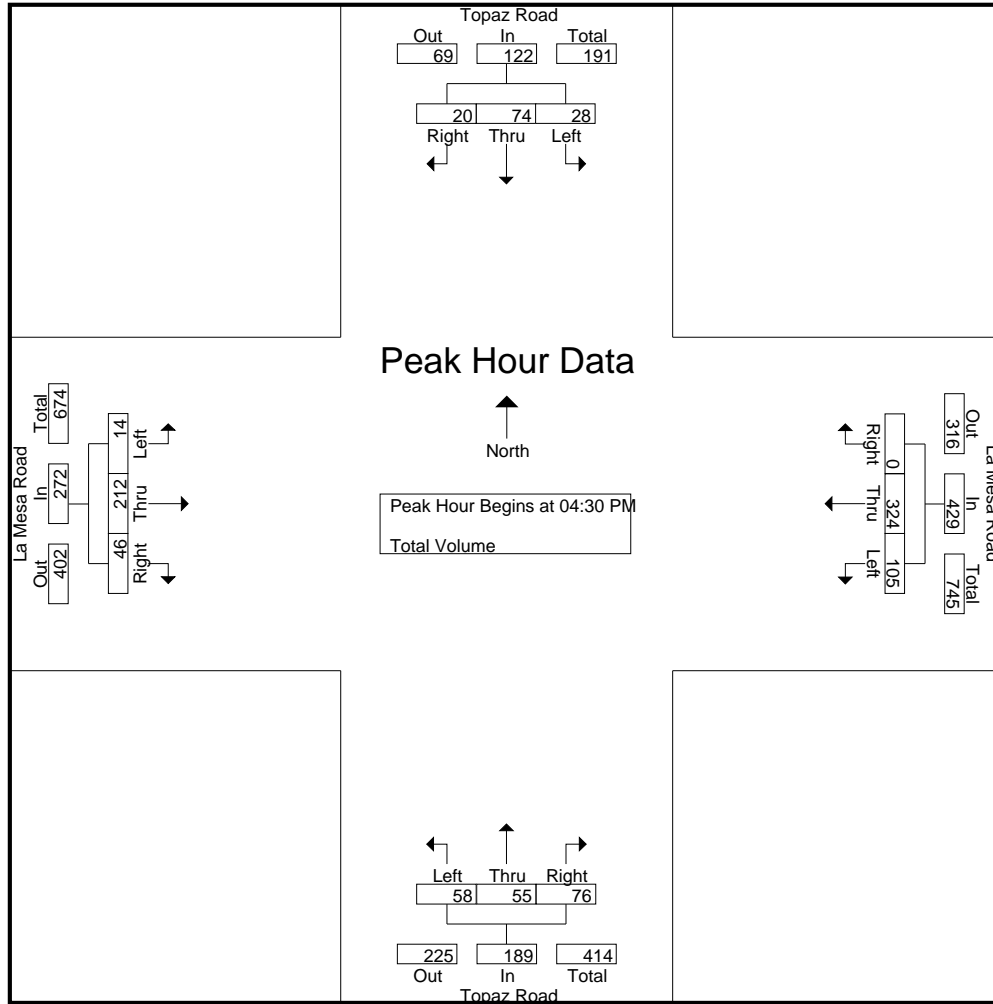 Topaz Road
Out In Total
69 122 191
20 74 28
Right Thru Left
Peak Hour Data
North
Peak Hour Begins at 04:30 PM
Total Volume
La Mesa Road
Total In Out
674 272 402
14 212 46
Left Thru Right
La Mesa Road
Out In Total
316 429 745
0 324 105
Right Thru Left
Left Thru Right
58 55 76
225 189 414
Out In Total
Topaz Road